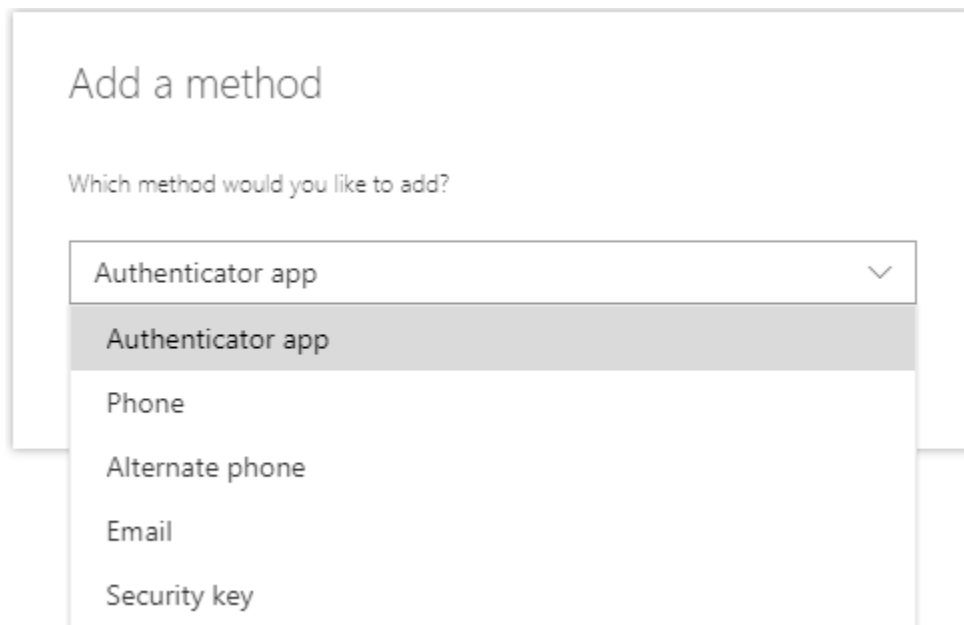 Add a method
Which method would you like to add?
Authenticator app
Authenticator app
Phone
Alternate phone
Email
Security key